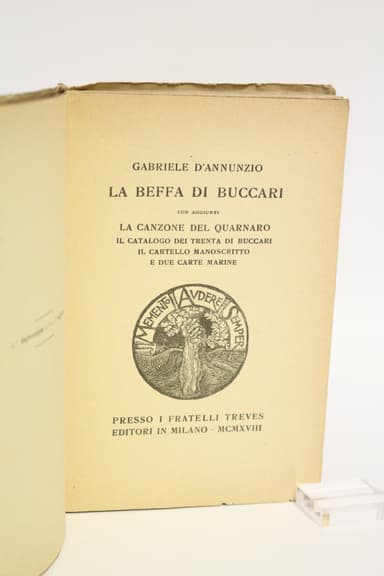 GABRIELE D'ANNUNZIO
LA BEFFA DI BUCCARI
CON AGGIUNTI
LA CANZONE DEL QUARNARO
IL CATALOGO DEI TRENTA DI BUCCARI
IL CARTELLO MANOSCRITTO
E DUE CARTE MARINE
MEMENTO AVDERE SEMPER
PRESSO I FRATELLI TREVES
EDITORI IN MILANO - MCMXVIII